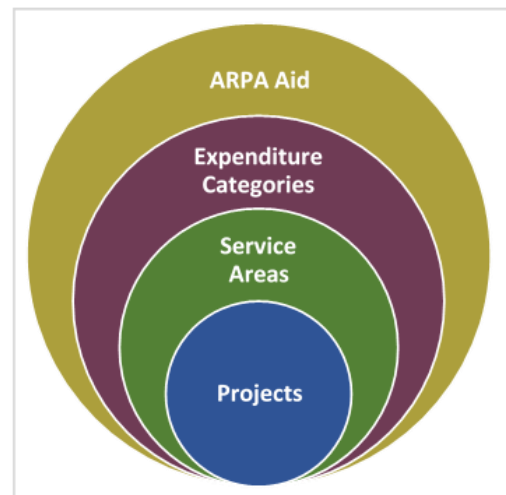 ARPA Aid
Expenditure
Categories
Service
Areas
Projects